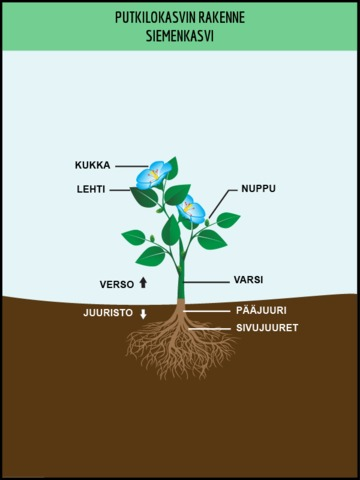 PUTKILOKASVIN RAKENNE
SIEMENKASVI
KUKKA
LEHTI
NUPPU
VERSO
VARSI
JUURISTO
PÄÄJUURI
SIVUJUURET